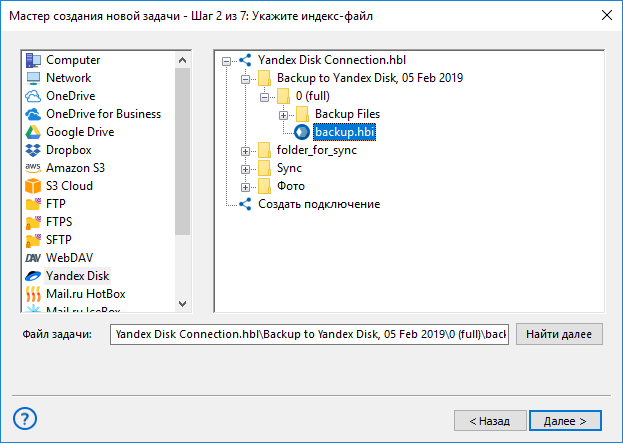 Мастер создания новой задачи - Шаг 2 из 7: Укажите индекс-файл
Computer
Network
OneDrive
OneDrive for Business
Google Drive
Dropbox
aws Amazon S3
S3 Cloud
FTP
FTPS
SFTP
DAV WebDAV
Yandex Disk
Mail.ru HotBox
Mail.ru IceBox
Yandex Disk Connection.hbl
Backup to Yandex Disk, 05 Feb 2019
0 (full)
Backup Files
backup.hbi
folder_for_sync
Sync
Фото
Создать подключение
Файл задачи: Yandex Disk Connection.hbl\Backup to Yandex Disk, 05 Feb 2019\0 (full)\back Найти далее
? < Назад Далее >